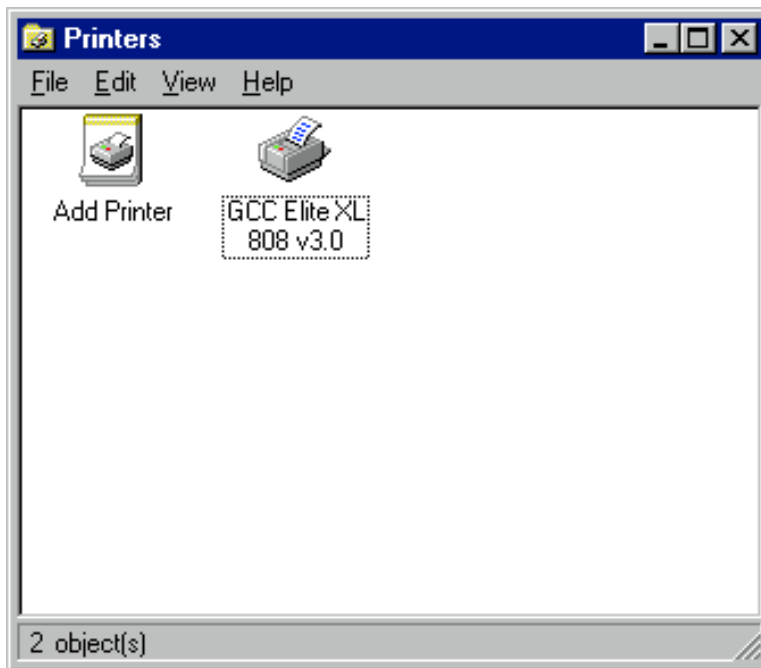 Printers
File Edit View Help
Add Printer
GCC Elite XL
808 v3.0
2 object(s)